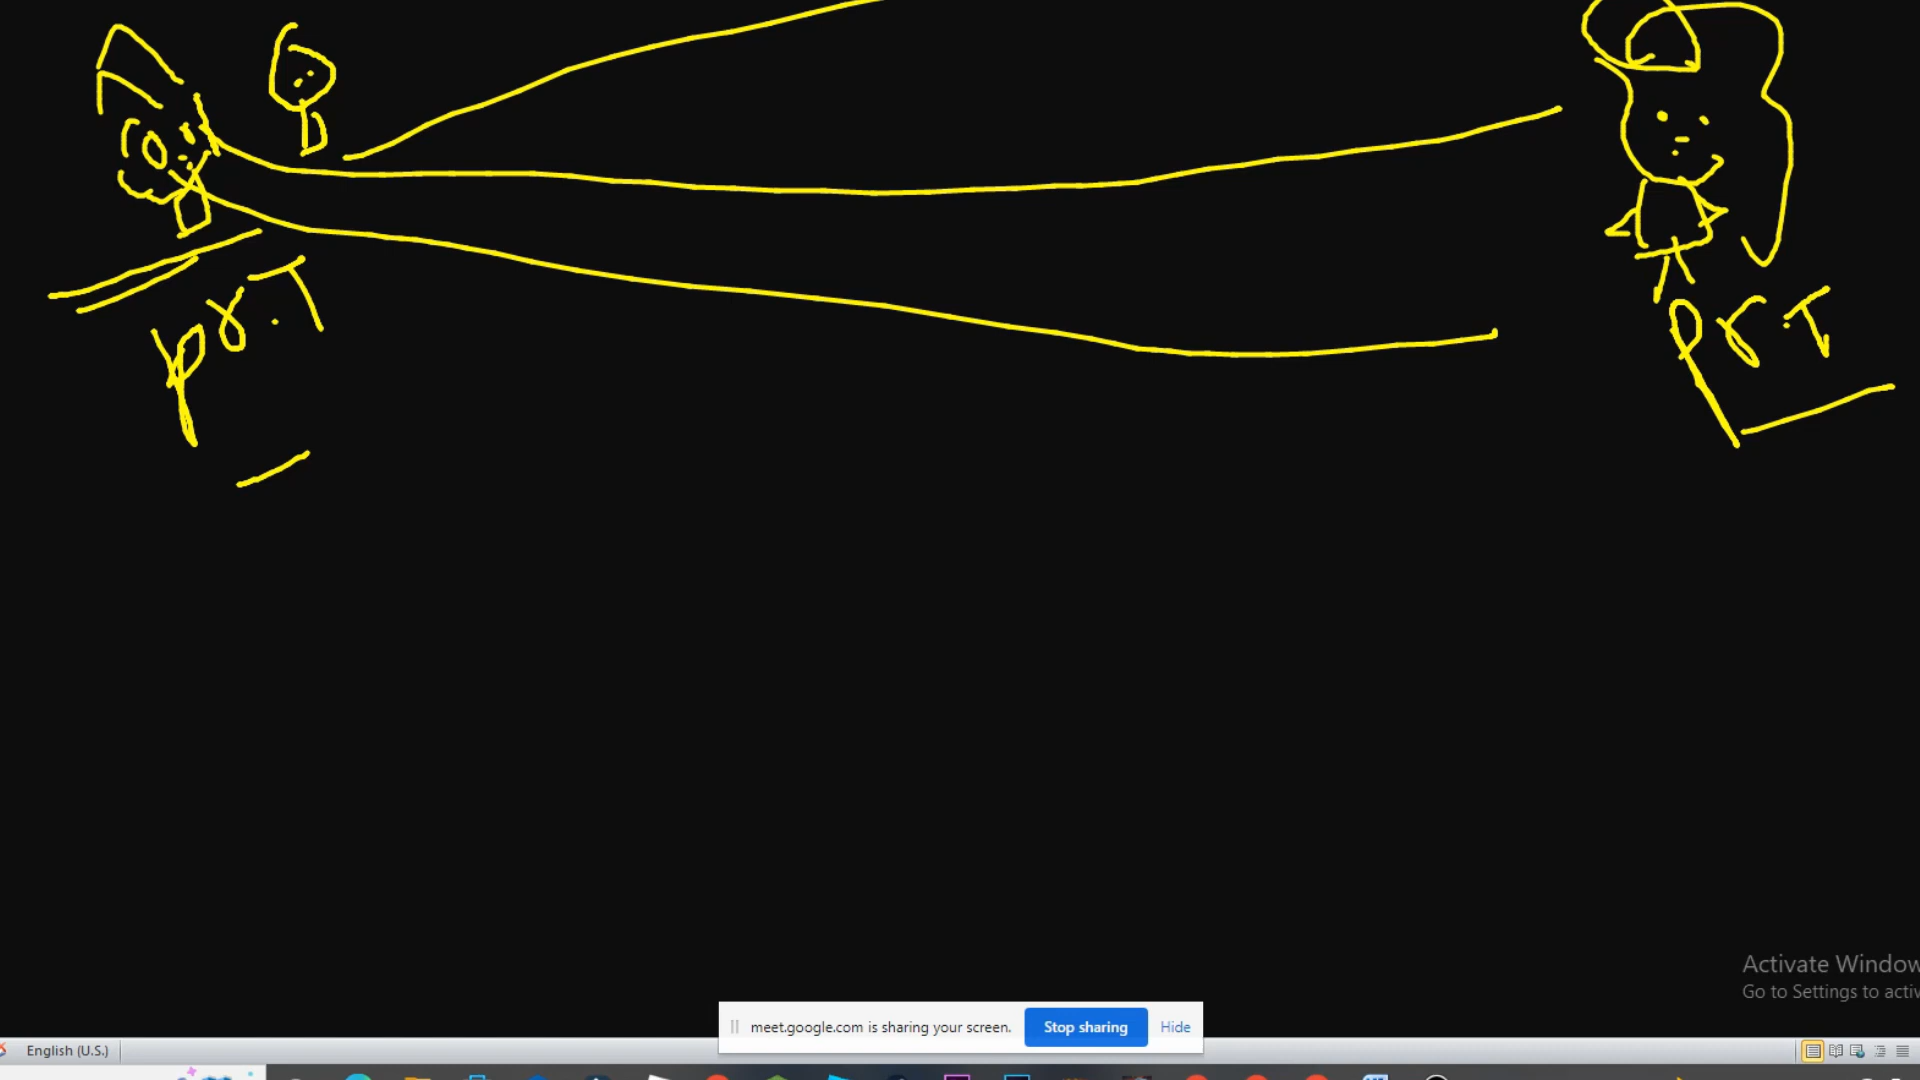 pr.T
pr.T
Activate Window
Go to Settings to activ
meet.google.com is sharing your screen.
Stop sharing
Hide
English (U.S.)